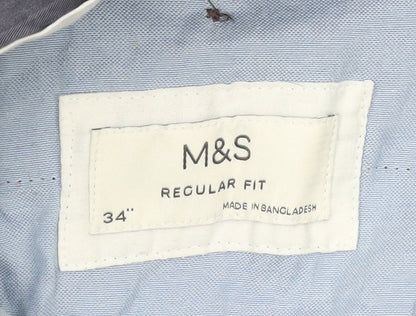 M&S
REGULAR FIT
34"
MADE IN BANGLADESH